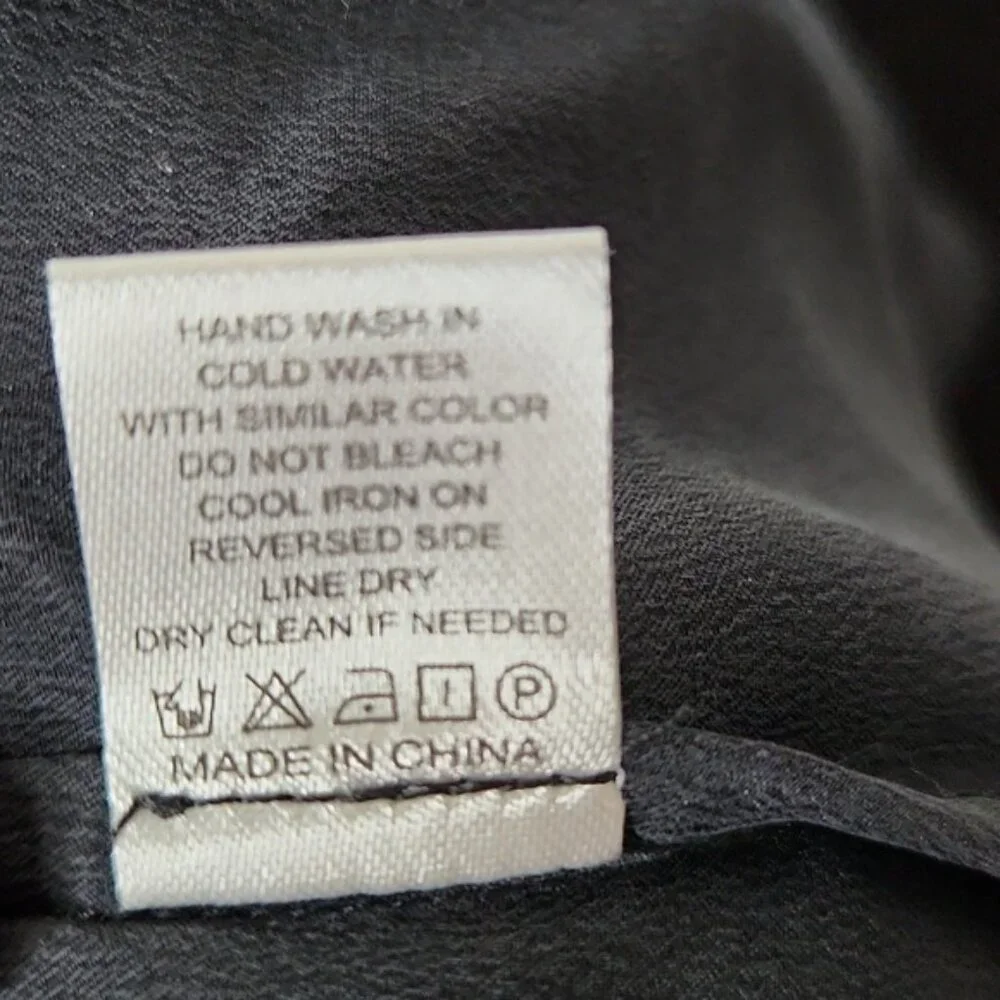 HAND WASH IN
COLD WATER
WITH SIMILAR COLOR
DO NOT BLEACH
COOL IRON ON
REVERSED SIDE
LINE DRY
DRY CLEAN IF NEEDED
P
MADE IN CHINA